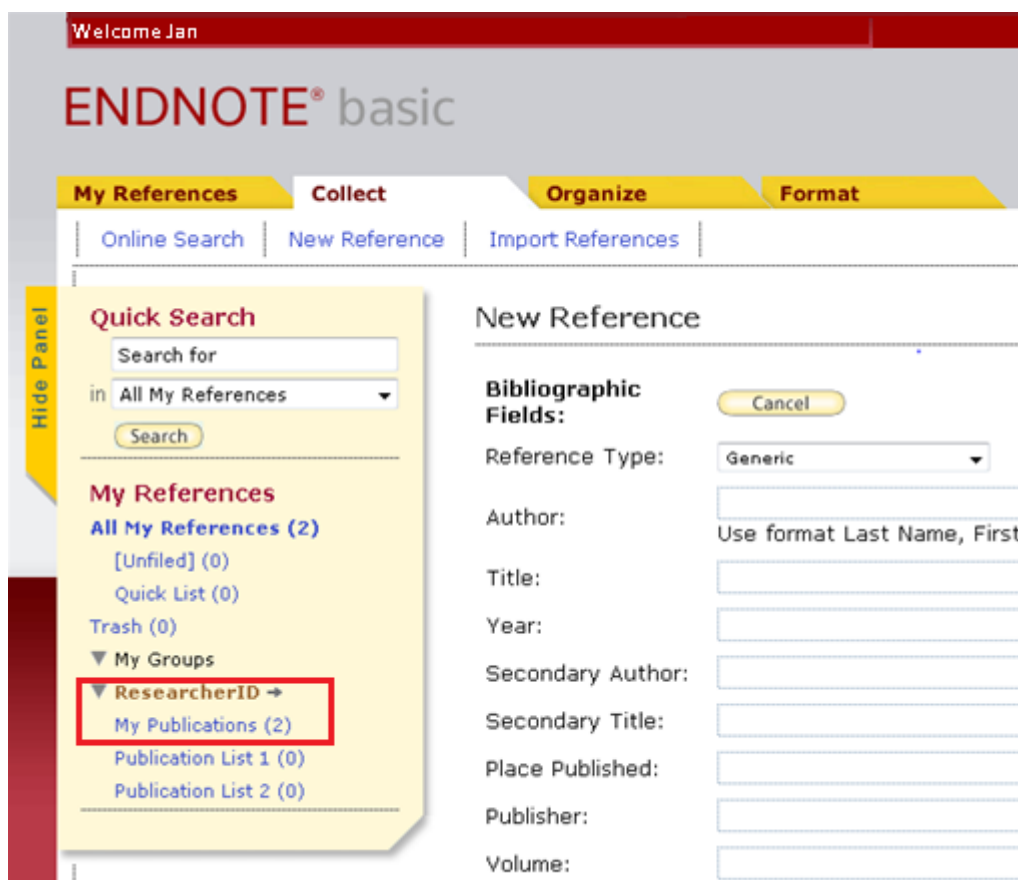 Welcome Jan
ENDNOTE® basic
My References
Collect
Organize
Format
Online Search
New Reference
Import References
Hide Panel
Quick Search
Search for
in All My References
Search
My References
All My References (2)
[Unfiled] (0)
Quick List (0)
Trash (0)
▼ My Groups
▼ ResearcherID →
My Publications (2)
Publication List 1 (0)
Publication List 2 (0)
New Reference
Bibliographic
Fields:
Cancel
Reference Type:
Generic
Author:
Use format Last Name, First
Title:
Year:
Secondary Author:
Secondary Title:
Place Published:
Publisher:
Volume: